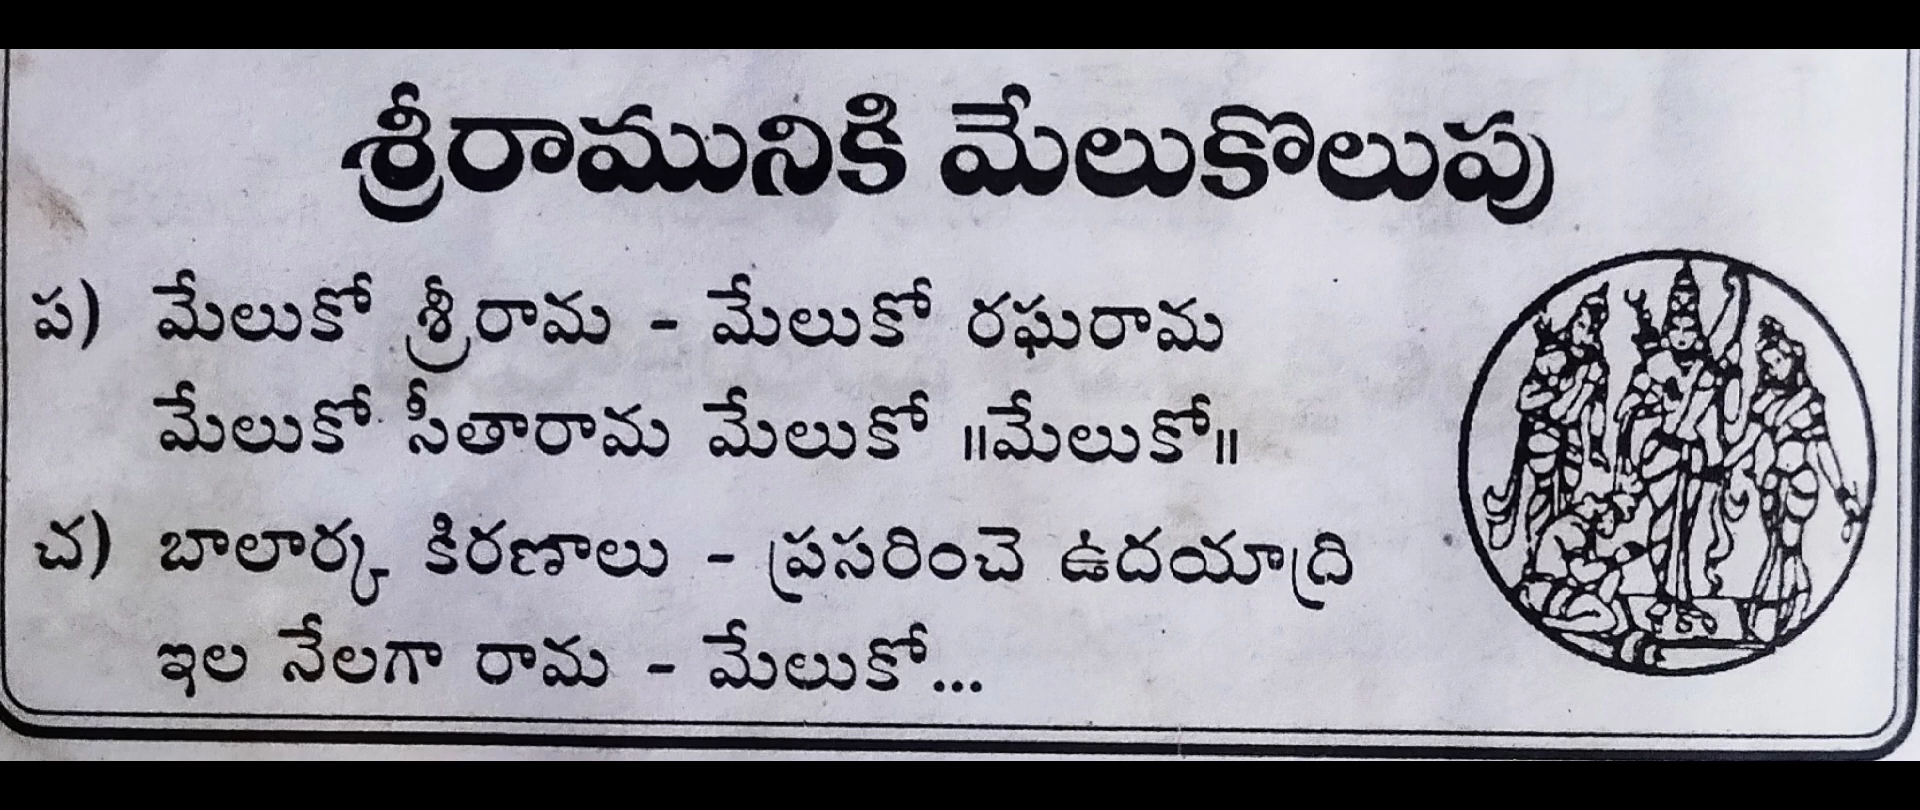 శ్రీరామునికి మేలుకొలుపు
ప) మేలుకో శ్రీరామ - మేలుకో రఘురామ
మేలుకో సీతారామ మేలుకో ||మేలుకో||
చ) బాలార్క కిరణాలు - ప్రసరించె ఉదయాద్రి
ఇల నేలగా రామ - మేలుకో...